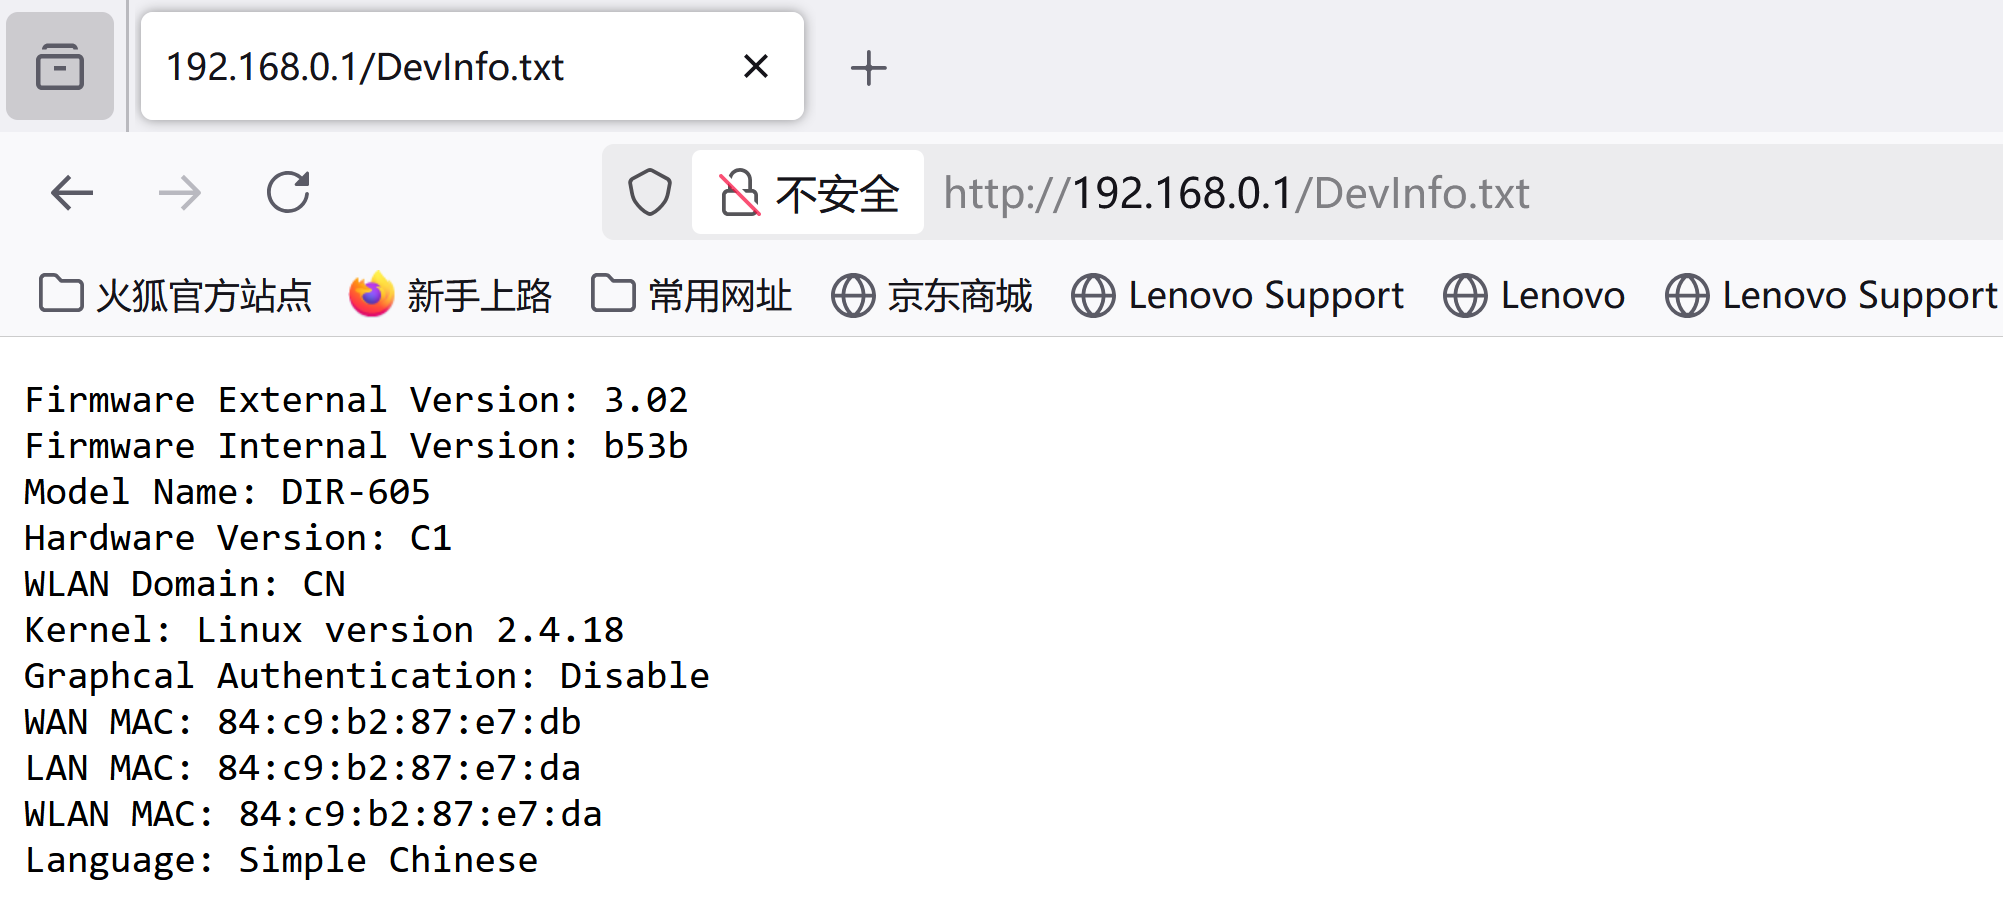 192.168.0.1/DevInfo.txt
不安全 http://192.168.0.1/DevInfo.txt
火狐官方站点 新手上路 常用网址 京东商城 Lenovo Support Lenovo Lenovo Support
Firmware External Version: 3.02
Firmware Internal Version: b53b
Model Name: DIR-605
Hardware Version: C1
WLAN Domain: CN
Kernel: Linux version 2.4.18
Graphcal Authentication: Disable
WAN MAC: 84:c9:b2:87:e7:db
LAN MAC: 84:c9:b2:87:e7:da
WLAN MAC: 84:c9:b2:87:e7:da
Language: Simple Chinese